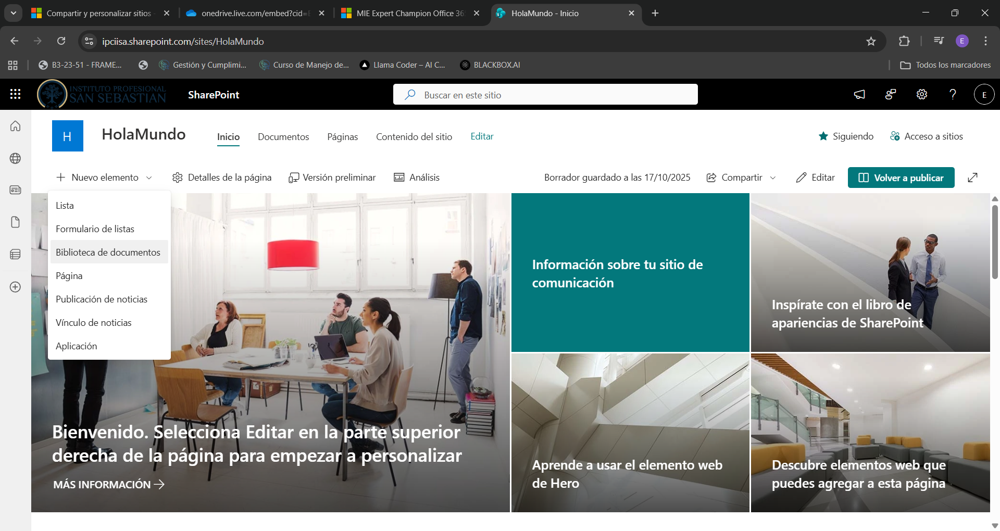 Compartir y personalizar sitios
onedrive.live.com/embed?cid=
MIE Expert Champion Office 36
HolaMundo - Inicio
ipciisa.sharepoint.com/sites/HolaMundo
E
B3-23-51 - FRAME...
Gestión y Cumplimi...
Curso de Manejo de...
Llama Coder – AI C...
BLACKBOX.AI
Todos los marcadores
INSTITUTO PROFESIONAL
SAN SEBASTIAN
SharePoint
Buscar en este sitio
E
H
HolaMundo
Inicio
Documentos
Páginas
Contenido del sitio
Editar
Siguiendo
Acceso a sitios
Nuevo elemento
Detalles de la página
Versión preliminar
Análisis
Borrador guardado a las 17/10/2025
Compartir
Editar
Volver a publicar
Lista
Formulario de listas
Biblioteca de documentos
Página
Publicación de noticias
Vínculo de noticias
Aplicación
Bienvenido. Selecciona Editar en la parte superior
derecha de la página para empezar a personalizar
MÁS INFORMACIÓN
Información sobre tu sitio de
comunicación
Inspírate con el libro de
apariencias de SharePoint
Aprende a usar el elemento web
de Hero
Descubre elementos web que
puedes agregar a esta página